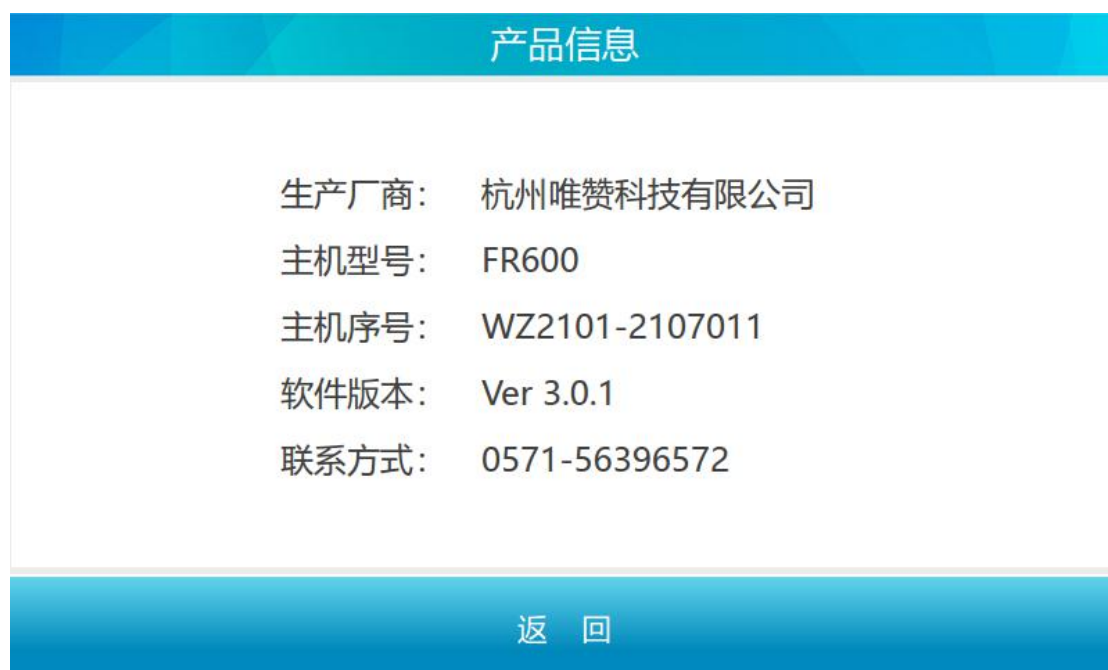 产品信息
生产厂商： 杭州唯赞科技有限公司
主机型号： FR600
主机序号： WZ2101-2107011
软件版本： Ver 3.0.1
联系方式： 0571-56396572
返 回